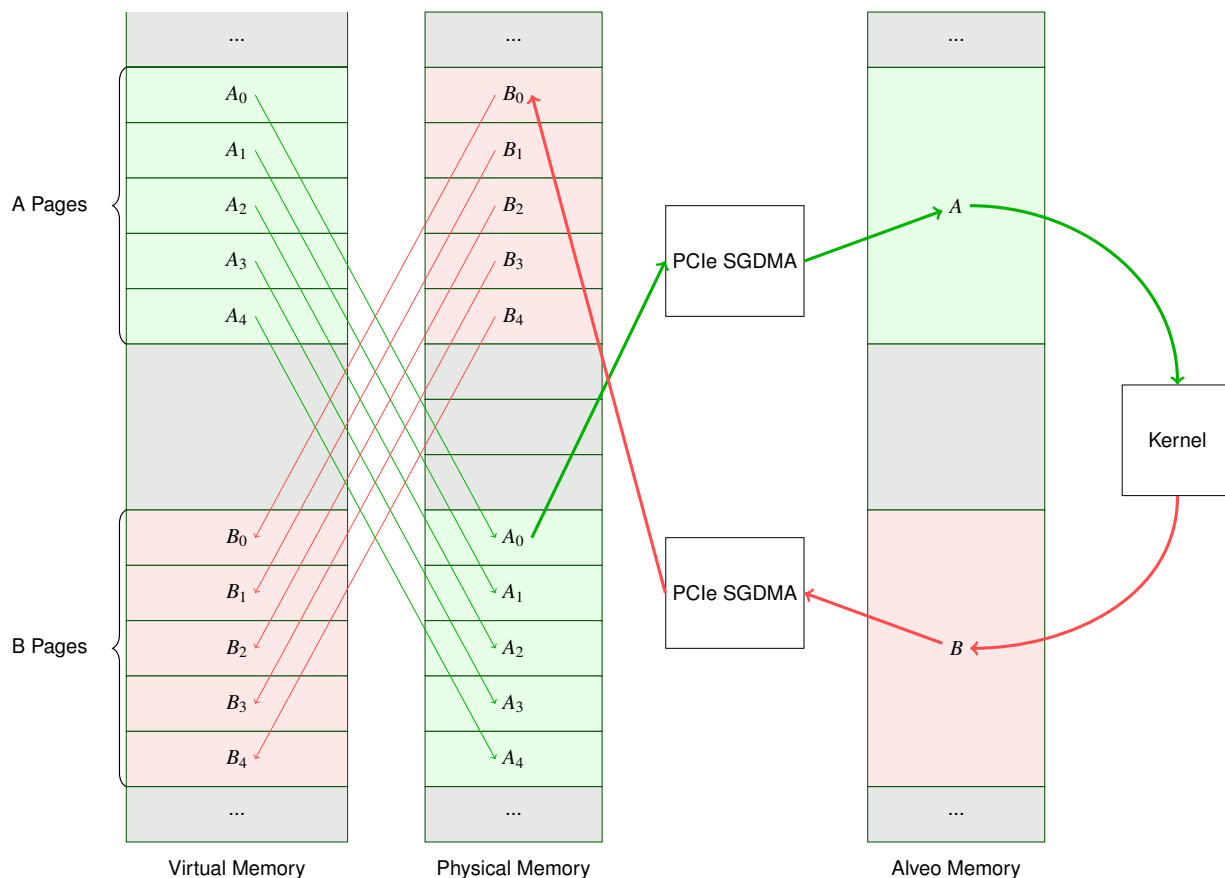 ...
A Pages
A0
A1
A2
A3
A4
B Pages
B0
B1
B2
B3
B4
...
Virtual Memory
...
B0
B1
B2
B3
B4
A0
A1
A2
A3
A4
Physical Memory
PCIe SGDMA
PCIe SGDMA
...
A
B
...
Alveo Memory
Kernel